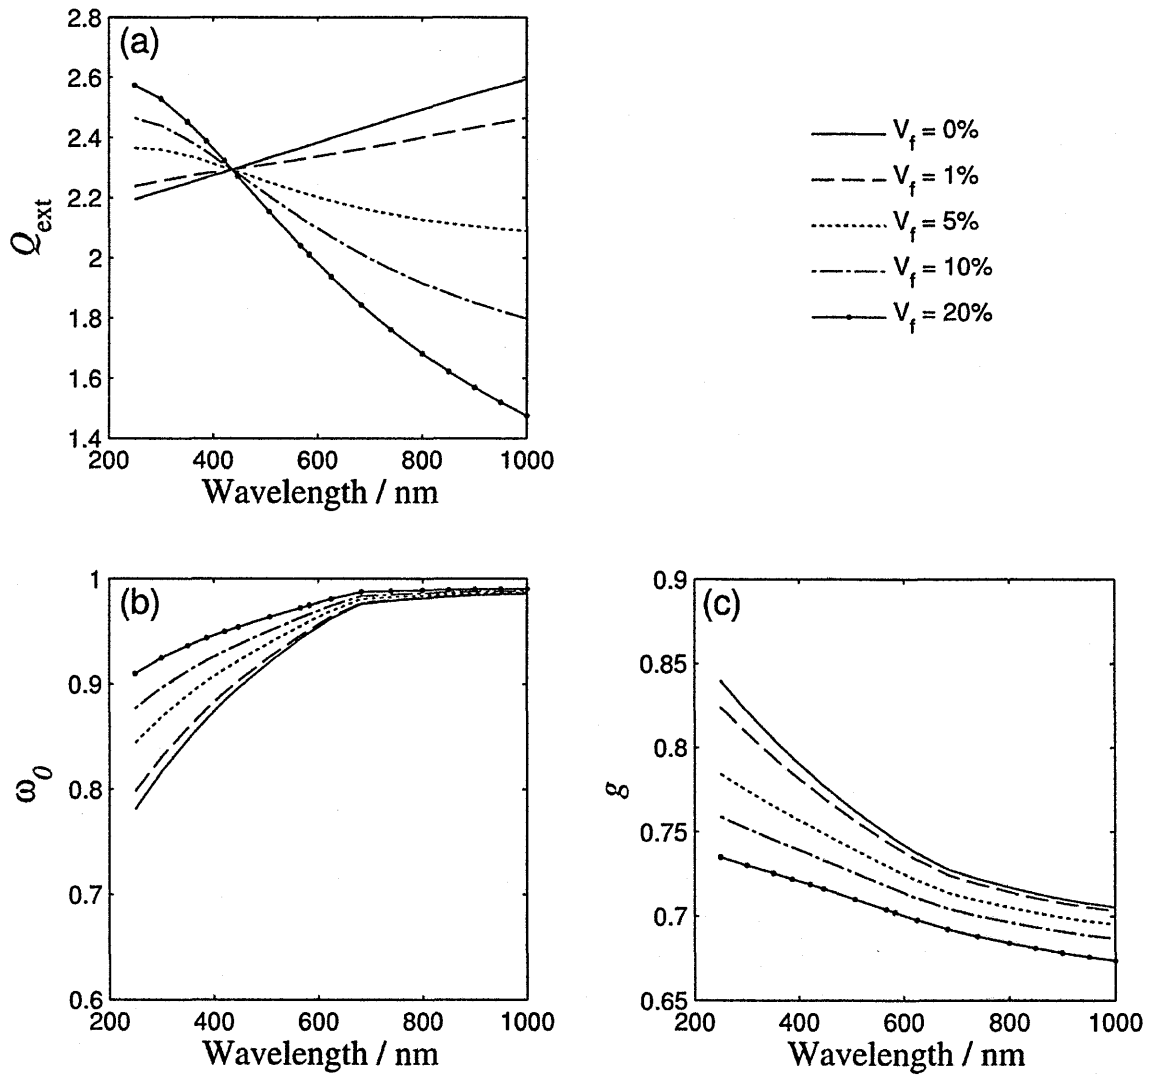 (a)
2.8
2.6
2.4
2.2
2
1.8
1.6
1.4
Q_ext
200 400 600 800 1000
Wavelength / nm
V_f = 0%
V_f = 1%
V_f = 5%
V_f = 10%
V_f = 20%
(b)
1
0.9
0.8
0.7
0.6
ω_0
200 400 600 800 1000
Wavelength / nm
(c)
0.9
0.85
0.8
0.75
0.7
0.65
g
200 400 600 800 1000
Wavelength / nm